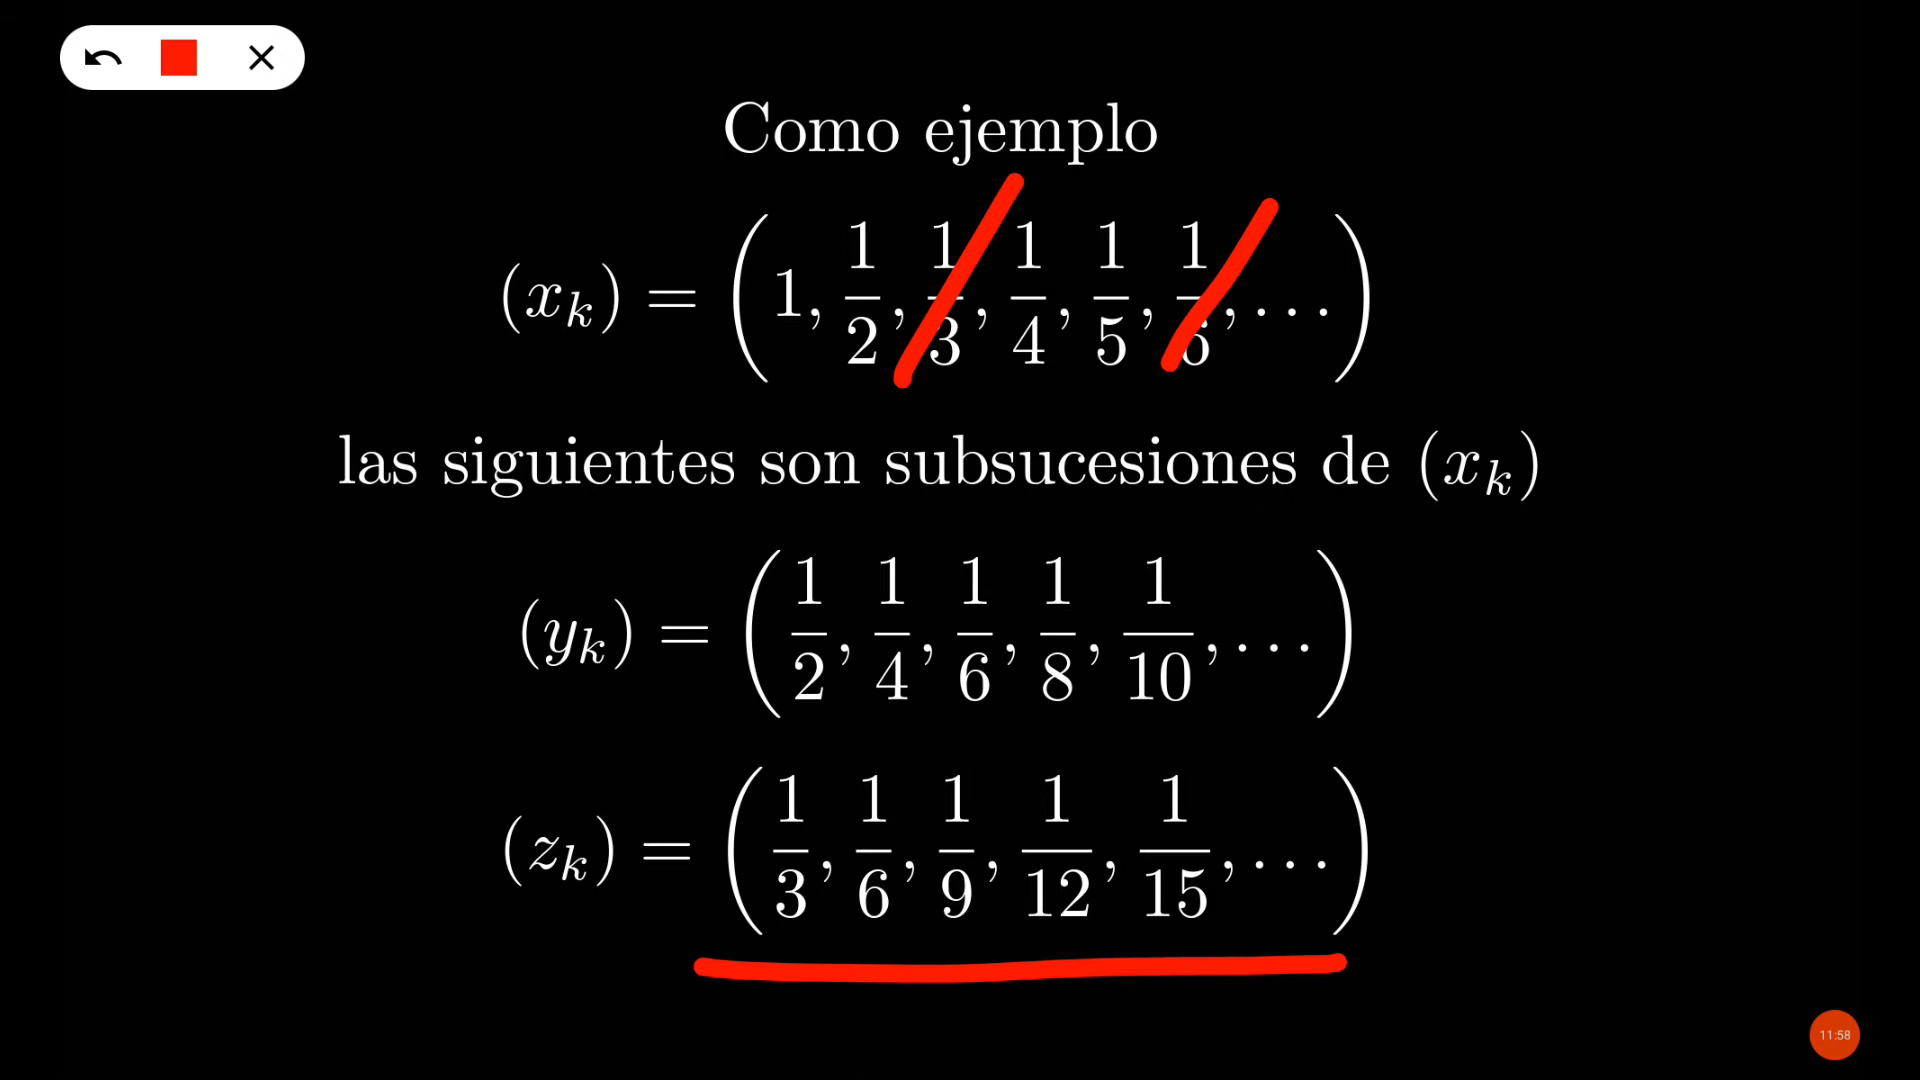 Como ejemplo
(x_k) = (1, 1/2, 1/3, 1/4, 1/5, 1/6, ...)
las siguientes son subsucesiones de (x_k)
(y_k) = (1/2, 1/4, 1/6, 1/8, 1/10, ...)
(z_k) = (1/3, 1/6, 1/9, 1/12, 1/15, ...)
11:58